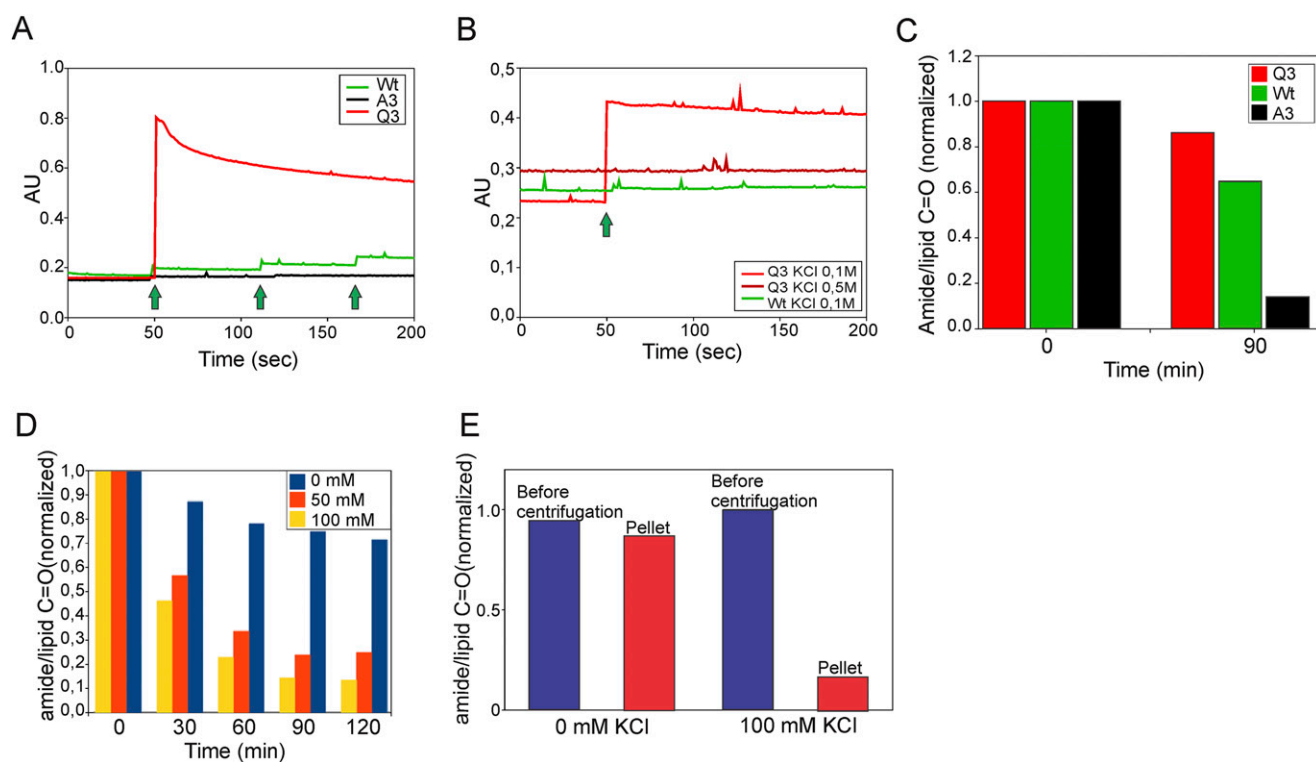 A
AU
1.0
0.8
0.6
0.4
0.2
0.0
Wt
A3
Q3
0
50
100
150
200
Time (sec)
B
AU
0,5
0,4
0,3
0,2
0,1
0,0
Q3 KCl 0,1M
Q3 KCl 0,5M
Wt KCl 0,1M
0
50
100
150
200
Time (sec)
C
Amide/lipid C=O (normalized)
1.2
1.0
0.8
0.6
0.4
0.2
0.0
Q3
Wt
A3
0
90
Time (min)
D
amide/lipid C=O(normalized)
1,0
0,9
0,8
0,7
0,6
0,5
0,4
0,3
0,2
0,1
0,0
0 mM
50 mM
100 mM
0
30
60
90
120
Time (min)
E
amide/lipid C=O(normalized)
1.0
0.5
0
Before
centrifugation
Pellet
Before
centrifugation
Pellet
0 mM KCl
100 mM KCl